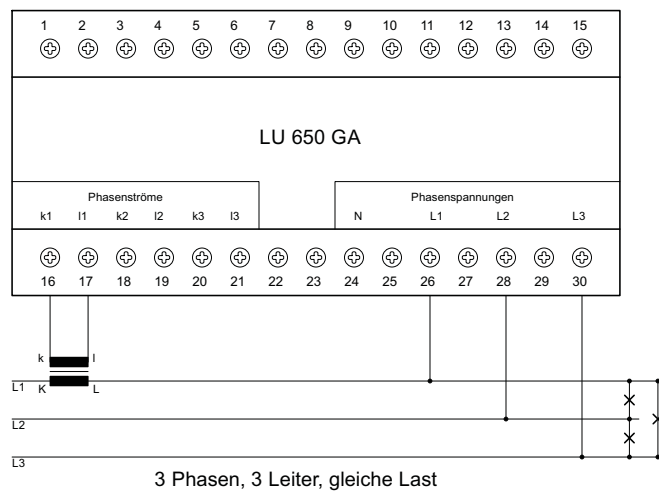 1 2 3 4 5 6 7 8 9 10 11 12 13 14 15
LU 650 GA
Phasenströme Phasenspannungen
k1 l1 k2 l2 k3 l3 N L1 L2 L3
16 17 18 19 20 21 22 23 24 25 26 27 28 29 30
k l
L1 K L
L2
L3
3 Phasen, 3 Leiter, gleiche Last